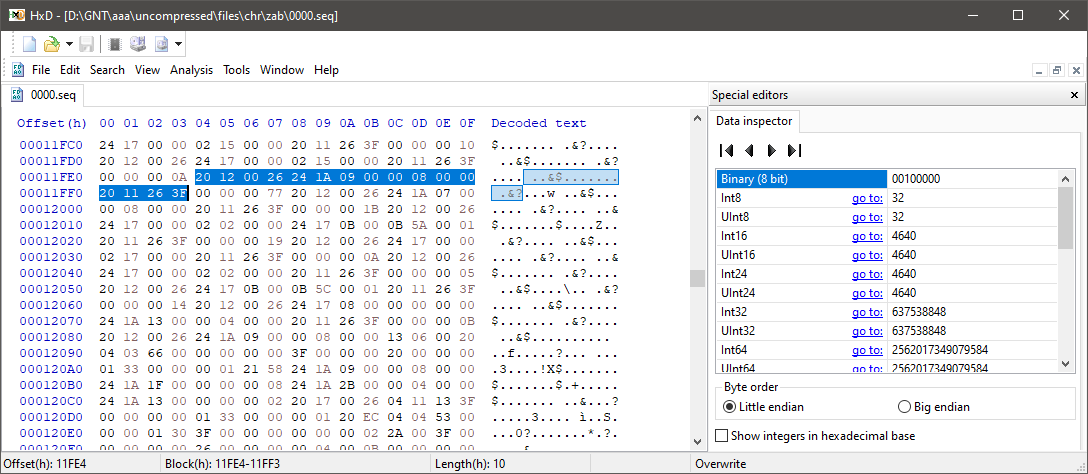 HxD - [D:\GNT\aaa\uncompressed\files\chr\zab\0000.seq]
File Edit Search View Analysis Tools Window Help
0000.seq
Offset(h) 00 01 02 03 04 05 06 07 08 09 0A 0B 0C 0D 0E 0F Decoded text
00011FC0 24 17 00 00 02 15 00 00 20 11 26 3F 00 00 00 10 $....... .&?....
00011FD0 20 12 00 26 24 17 00 00 02 15 00 00 20 11 26 3F  ..&$....... .&?
00011FE0 00 00 00 0A 20 12 00 26 24 1A 09 00 00 08 00 00 .... ..&$.......
00011FF0 20 11 26 3F 00 00 00 77 20 12 00 26 24 1A 07 00  .&?...w ..&$...
00012000 00 08 00 00 20 11 26 3F 00 00 00 1B 20 12 00 26 .... .&?.... ..&
00012010 24 17 00 00 02 02 00 00 24 17 0B 00 0B 5A 00 01 $.......$....Z..
00012020 20 11 26 3F 00 00 00 19 20 12 00 26 24 17 00 00  .&?.... ..&$...
00012030 02 17 00 00 20 11 26 3F 00 00 00 0A 20 12 00 26 .... .&?.... ..&
00012040 24 17 00 00 02 02 00 00 20 11 26 3F 00 00 00 05 $....... .&?....
00012050 20 12 00 26 24 17 0B 00 0B 5C 00 01 20 11 26 3F  ..&$....\.. .&?
00012060 00 00 00 14 20 12 00 26 24 17 08 00 00 00 00 00 .... ..&$.......
00012070 24 1A 13 00 00 04 00 00 20 11 26 3F 00 00 00 0B $....... .&?....
00012080 20 12 00 26 24 1A 09 00 00 08 00 00 13 06 00 20  ..&$..........
00012090 04 03 66 00 00 00 00 00 3F 00 00 00 20 00 00 00 ..f.....?... ...
000120A0 01 33 00 00 00 01 21 58 24 1A 09 00 00 08 00 00 .3....!X$.......
000120B0 24 1A 1F 00 00 00 00 08 24 1A 2B 00 00 04 00 00 $.......$.+.....
000120C0 24 1A 13 00 00 00 00 02 20 17 00 26 04 11 13 3F $....... ..&...?
000120D0 00 00 00 00 01 33 00 00 00 01 20 EC 04 04 53 00 .....3.... ì..S.
000120E0 00 00 01 30 3F 00 00 00 00 00 00 02 2A 00 3F 00 ...0?.......*.?.
Special editors
Data inspector
Binary (8 bit) 00100000
Int8 go to: 32
UInt8 go to: 32
Int16 go to: 4640
UInt16 go to: 4640
Int24 go to: 4640
UInt24 go to: 4640
Int32 go to: 637538848
UInt32 go to: 637538848
Int64 go to: 2562017349079584
UInt64 go to: 2562017349079584
Byte order
Little endian Big endian
Show integers in hexadecimal base
Offset(h): 11FE4 Block(h): 11FE4-11FF3 Length(h): 10 Overwrite